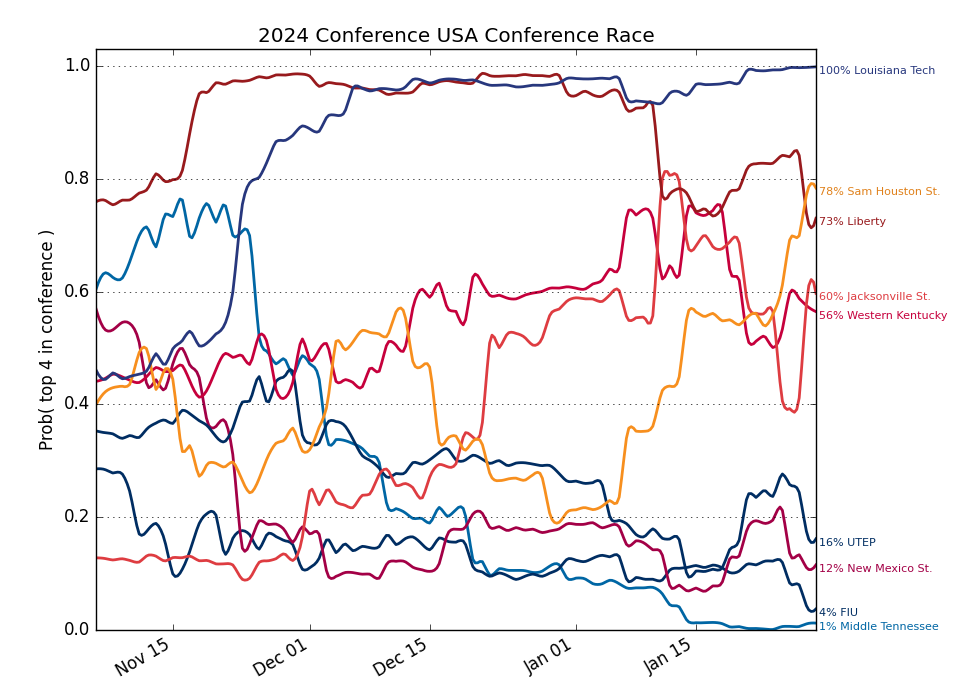 2024 Conference USA Conference Race
Prob( top 4 in conference )
1.0
0.8
0.6
0.4
0.2
0.0
Nov 15
Dec 01
Dec 15
Jan 01
Jan 15
100% Louisiana Tech
78% Sam Houston St.
73% Liberty
60% Jacksonville St.
56% Western Kentucky
16% UTEP
12% New Mexico St.
4% FIU
1% Middle Tennessee